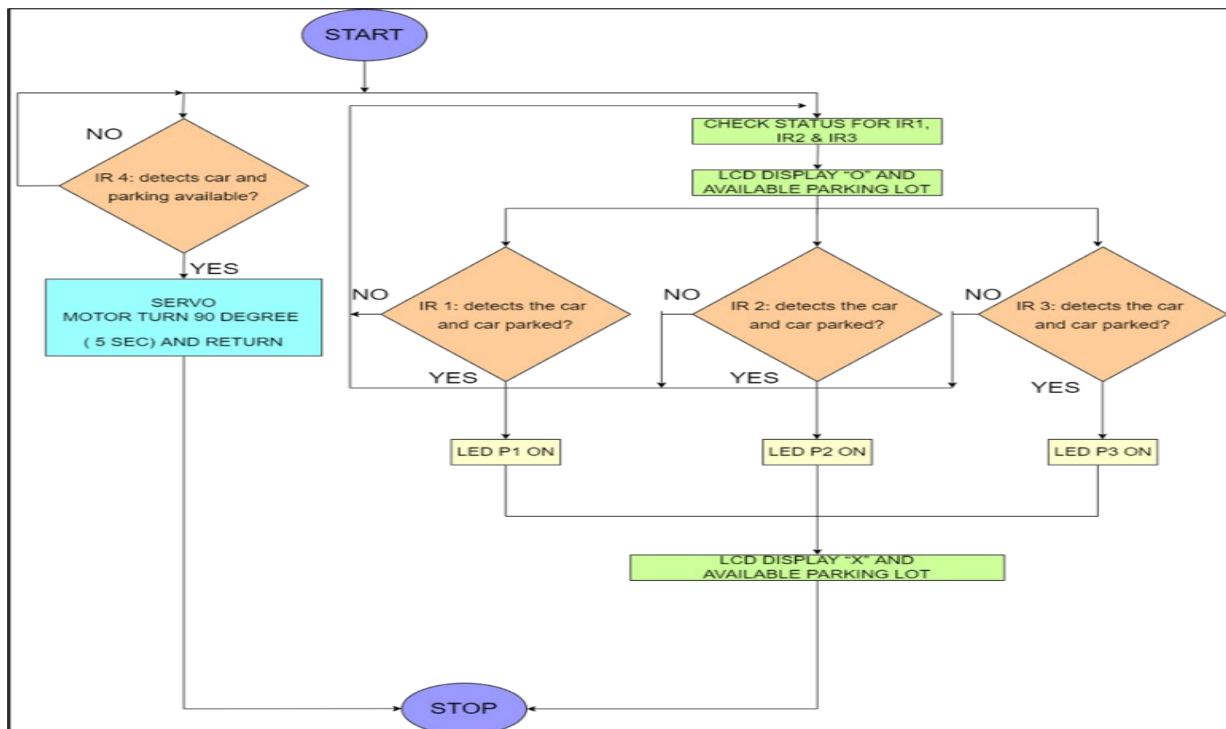 START
NO
IR 4: detects car and
parking available?
YES
SERVO
MOTOR TURN 90 DEGREE
( 5 SEC) AND RETURN
CHECK STATUS FOR IR1,
IR2 & IR3
LCD DISPLAY "O" AND
AVAILABLE PARKING LOT
NO
IR 1: detects the car
and car parked?
YES
LED P1 ON
NO
IR 2: detects the car
and car parked?
YES
LED P2 ON
NO
IR 3: detects the car
and car parked?
YES
LED P3 ON
LCD DISPLAY "X" AND
AVAILABLE PARKING LOT
STOP